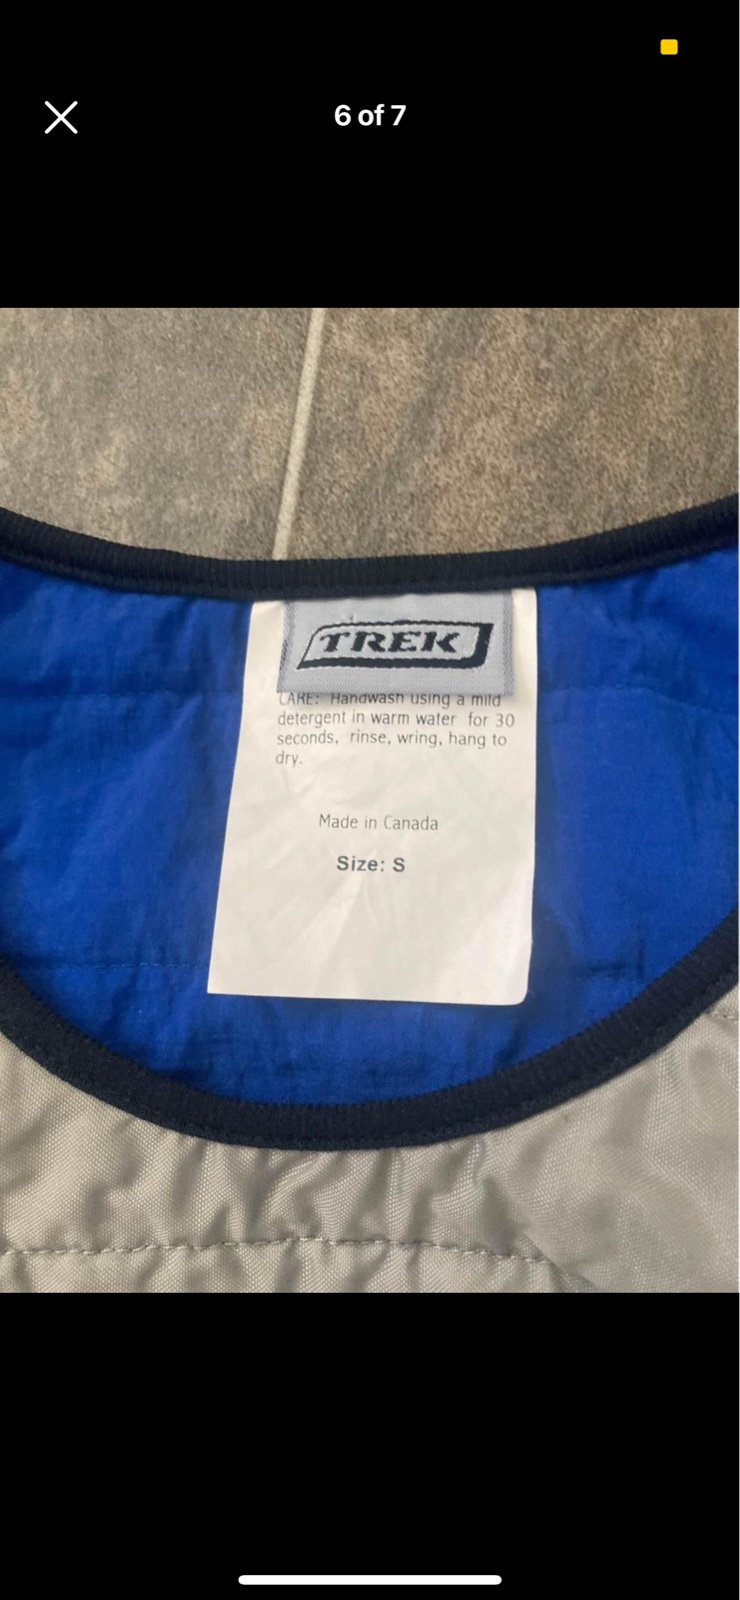 6 of 7
TREK
CARE: Handwash using a mild
detergent in warm water for 30
seconds, rinse, wring, hang to
dry.
Made in Canada
Size: S